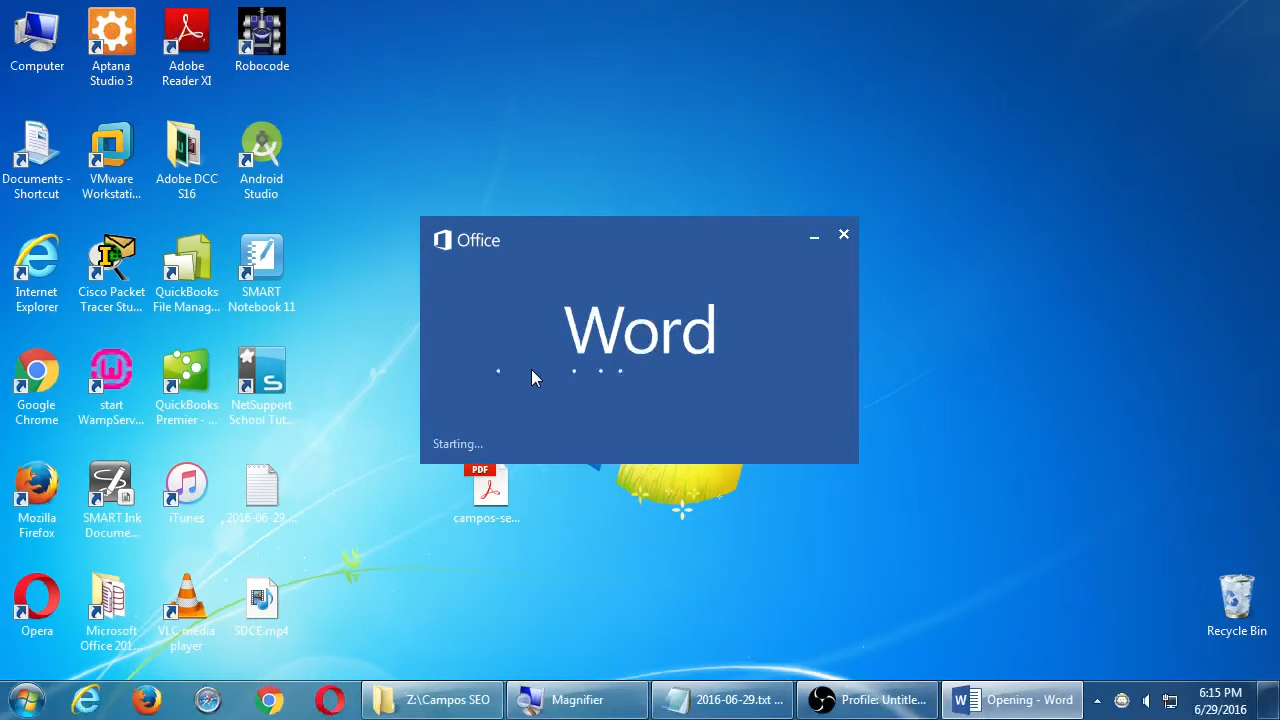 Computer
Aptana
Studio 3
Adobe
Reader XI
Robocode
Documents -
Shortcut
VMware
Workstati...
Adobe DCC
S16
Android
Studio
Internet
Explorer
Cisco Packet
Tracer Stu...
QuickBooks
File Manag...
SMART
Notebook 11
Google
Chrome
start
WampServ...
QuickBooks
Premier - ...
NetSupport
School Tut...
Mozilla
Firefox
SMART Ink
Docume...
iTunes
2016-06-29....
Opera
Microsoft
Office 201...
VLC media
player
SDCE.mp4
Office
Word
Starting...
PDF
campos-se...
Recycle Bin
Z:\Campos SEO
Magnifier
2016-06-29.txt ...
Profile: Untitle...
Opening - Word
6:15 PM
6/29/2016